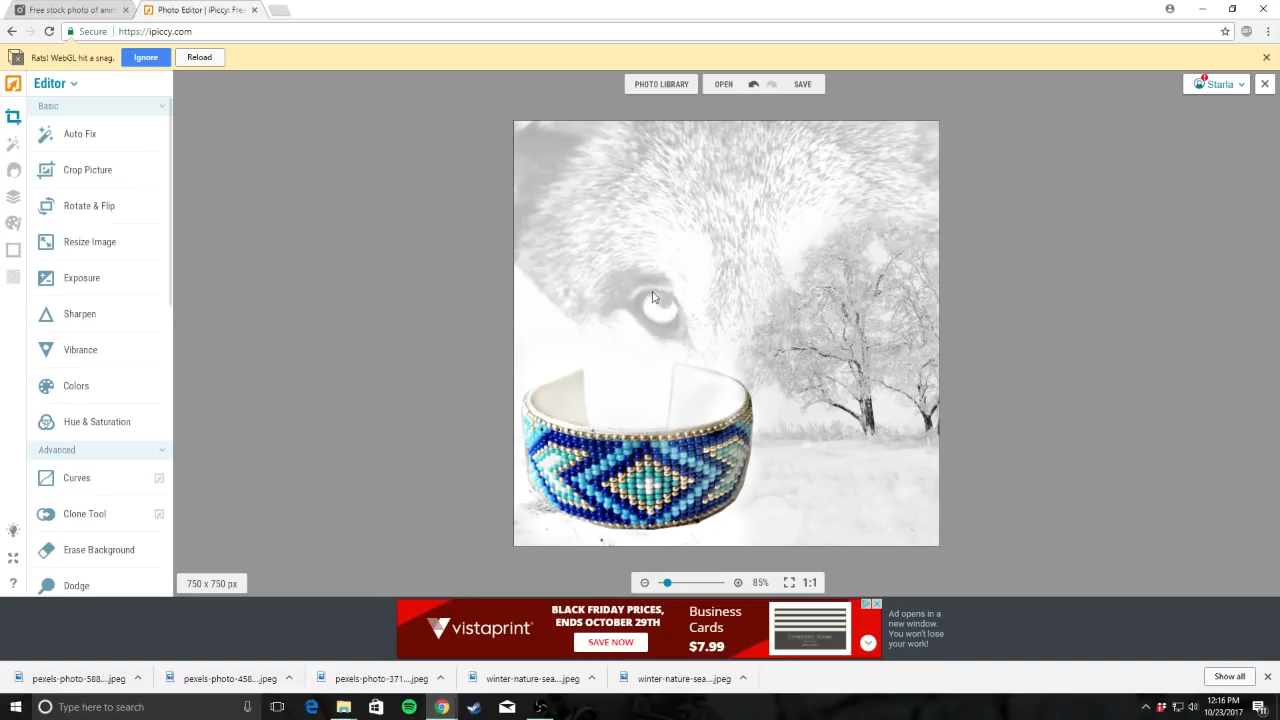 Free stock photo of anim
Photo Editor | iPiccy: Free
Secure
https://ipiccy.com
Rats! WebGL hit a snag.
Ignore
Reload
Editor
PHOTO LIBRARY
OPEN
SAVE
Starla
Basic
Auto Fix
Crop Picture
Rotate & Flip
Resize Image
Exposure
Sharpen
Vibrance
Colors
Hue & Saturation
Advanced
Curves
Clone Tool
Erase Background
Dodge
750 x 750 px
85%
1:1
vistaprint
BLACK FRIDAY PRICES,
ENDS OCTOBER 29TH
SAVE NOW
Business
Cards
$7.99
Ad opens in a
new window.
You won't lose
your work!
pexels-photo-588....jpeg
pexels-photo-458....jpeg
pexels-photo-371....jpeg
winter-nature-sea....jpeg
winter-nature-sea....jpeg
Show all
Type here to search
12:16 PM
10/23/2017